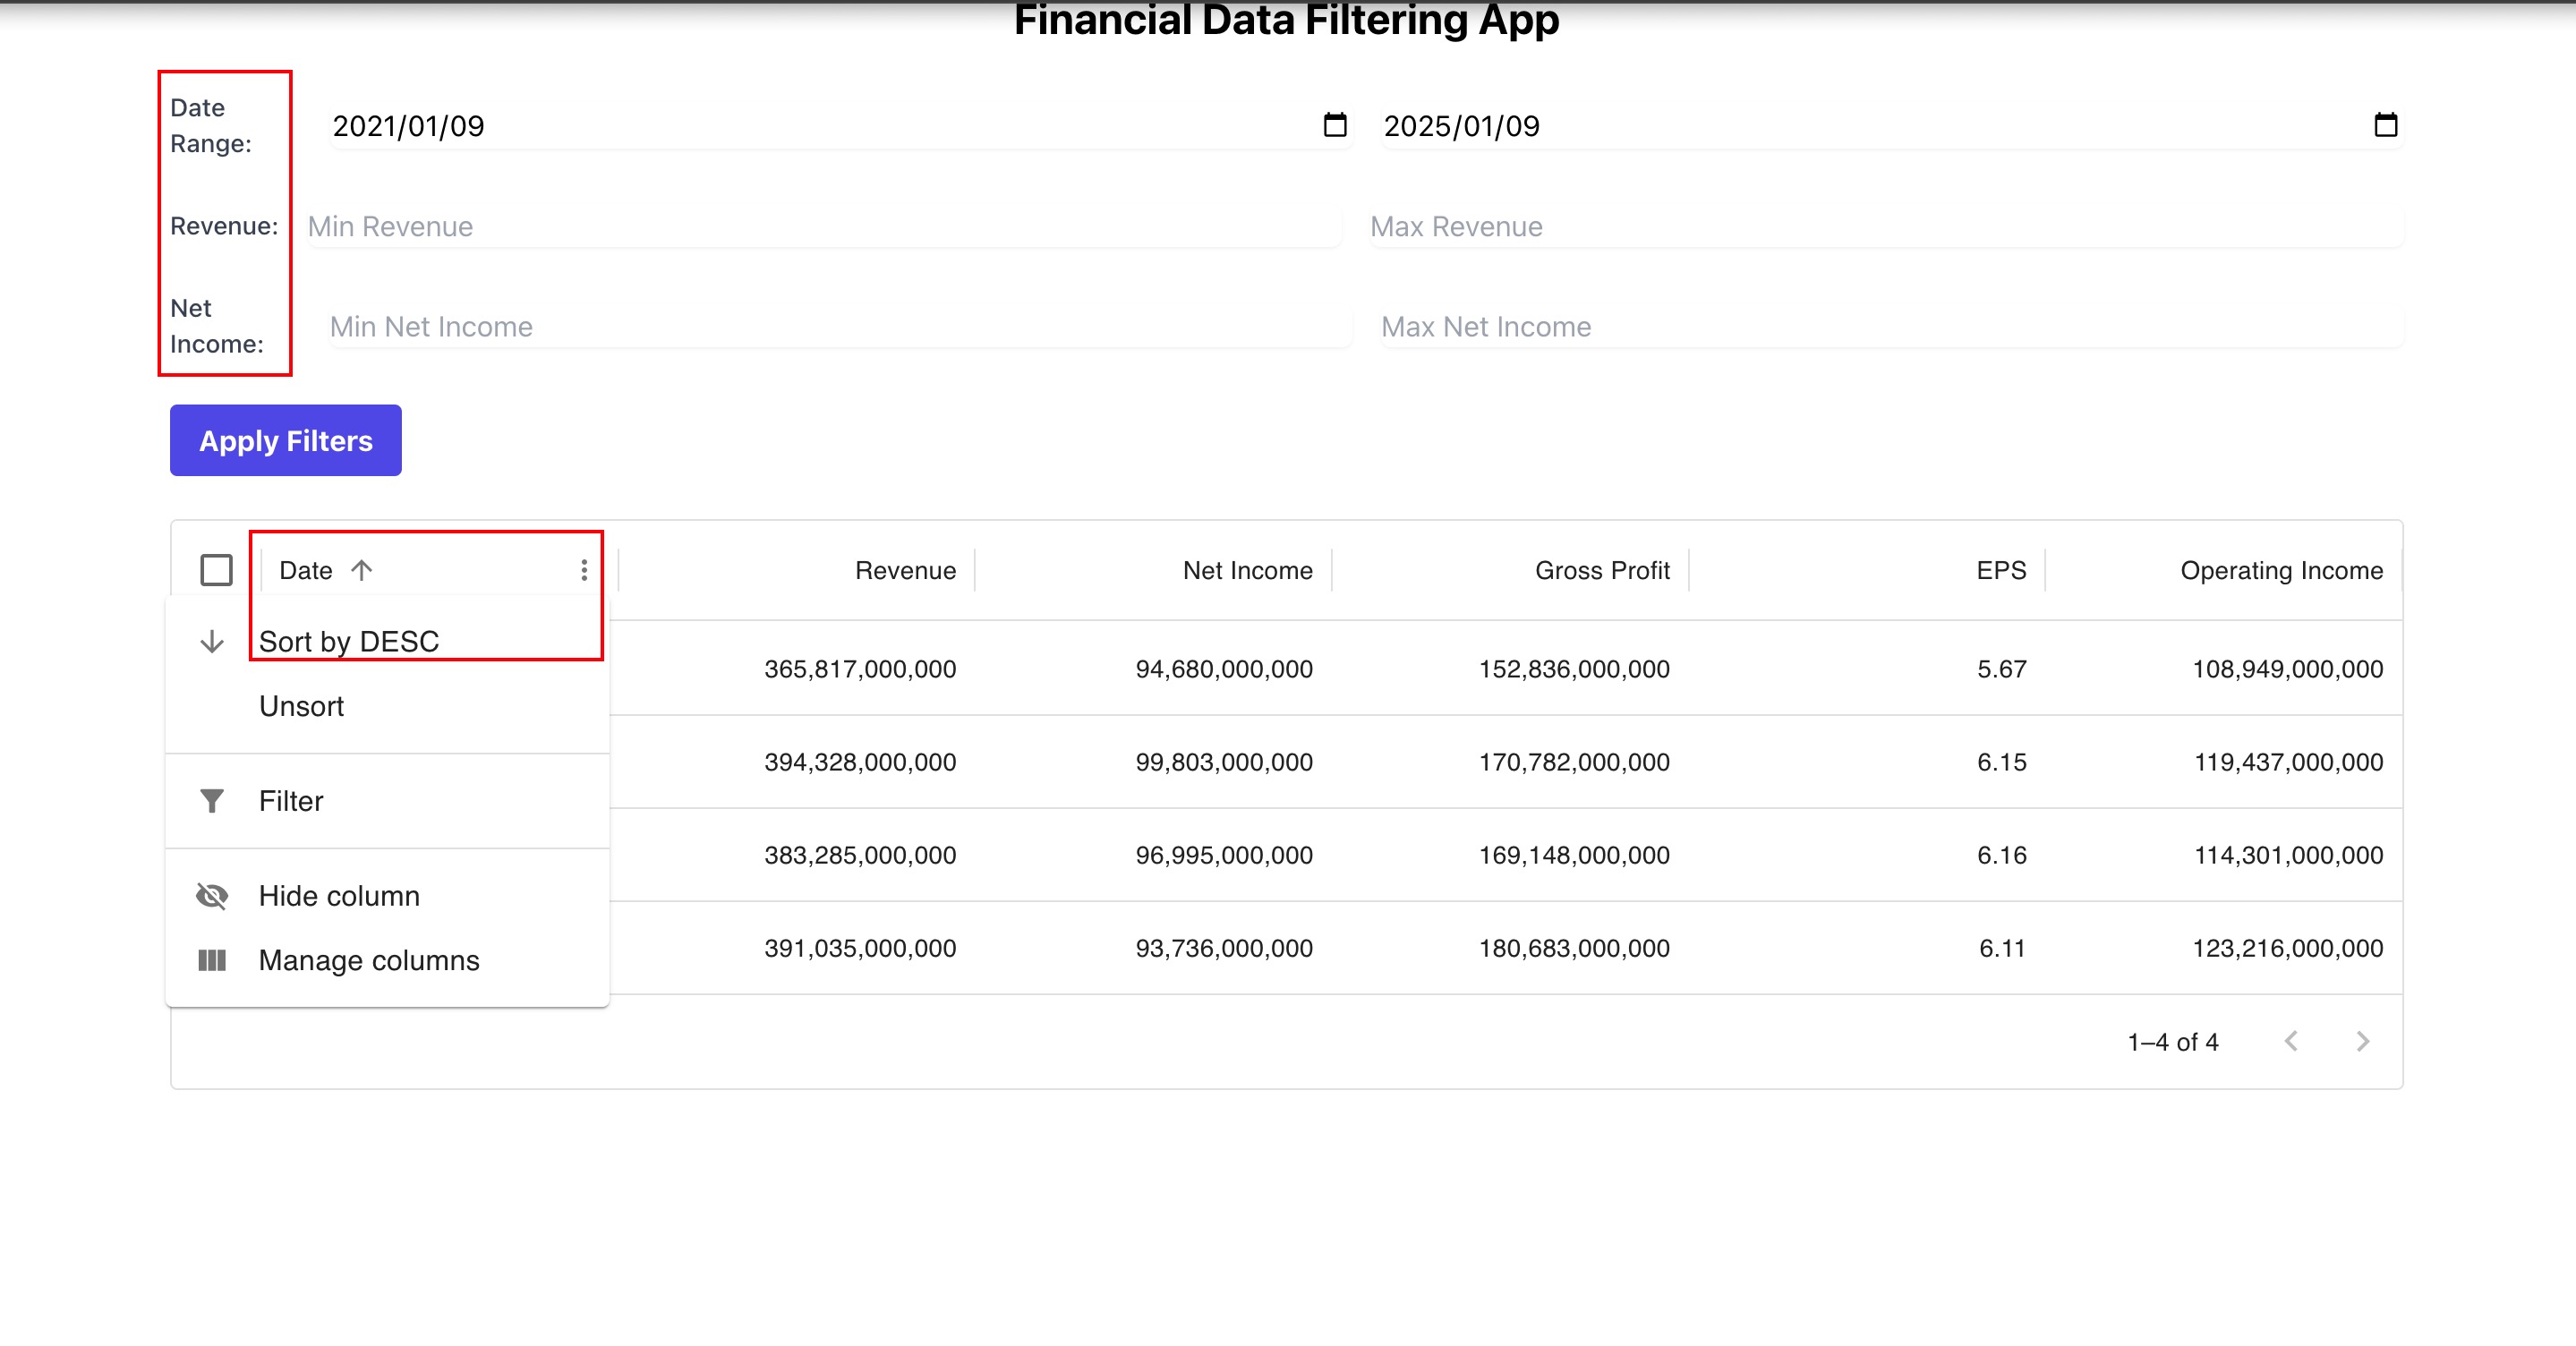 Financial Data Filtering App
Date
Range:
2021/01/09
2025/01/09
Revenue:
Min Revenue
Max Revenue
Net
Income:
Min Net Income
Max Net Income
Apply Filters
Date
Revenue
Net Income
Gross Profit
EPS
Operating Income
Sort by DESC
Unsort
Filter
Hide column
Manage columns
365,817,000,000
94,680,000,000
152,836,000,000
5.67
108,949,000,000
394,328,000,000
99,803,000,000
170,782,000,000
6.15
119,437,000,000
383,285,000,000
96,995,000,000
169,148,000,000
6.16
114,301,000,000
391,035,000,000
93,736,000,000
180,683,000,000
6.11
123,216,000,000
1–4 of 4